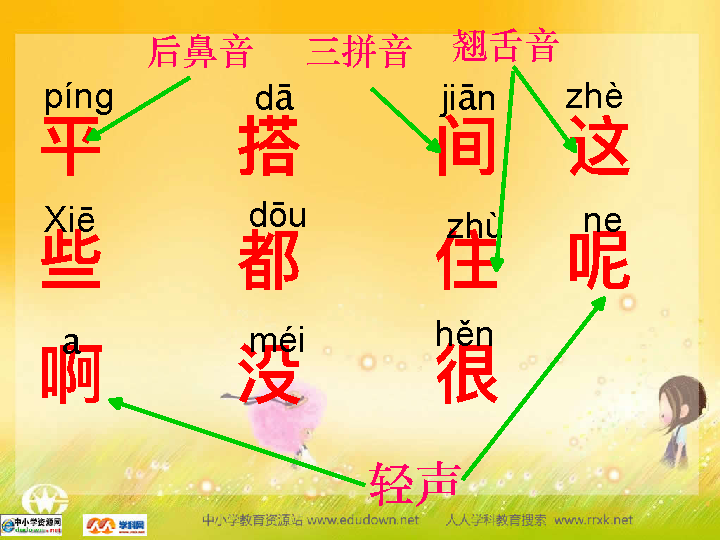 后鼻音 三拼音 翘舌音
píng dā jiān zhè
平 搭 间 这
Xiē dōu zhù ne
些 都 住 呢
a méi hěn
啊 没 很
轻声
中小学资源网 学科网 中小学教育资源站 www.edudown.net 人人学科教育搜索 www.rrxk.net